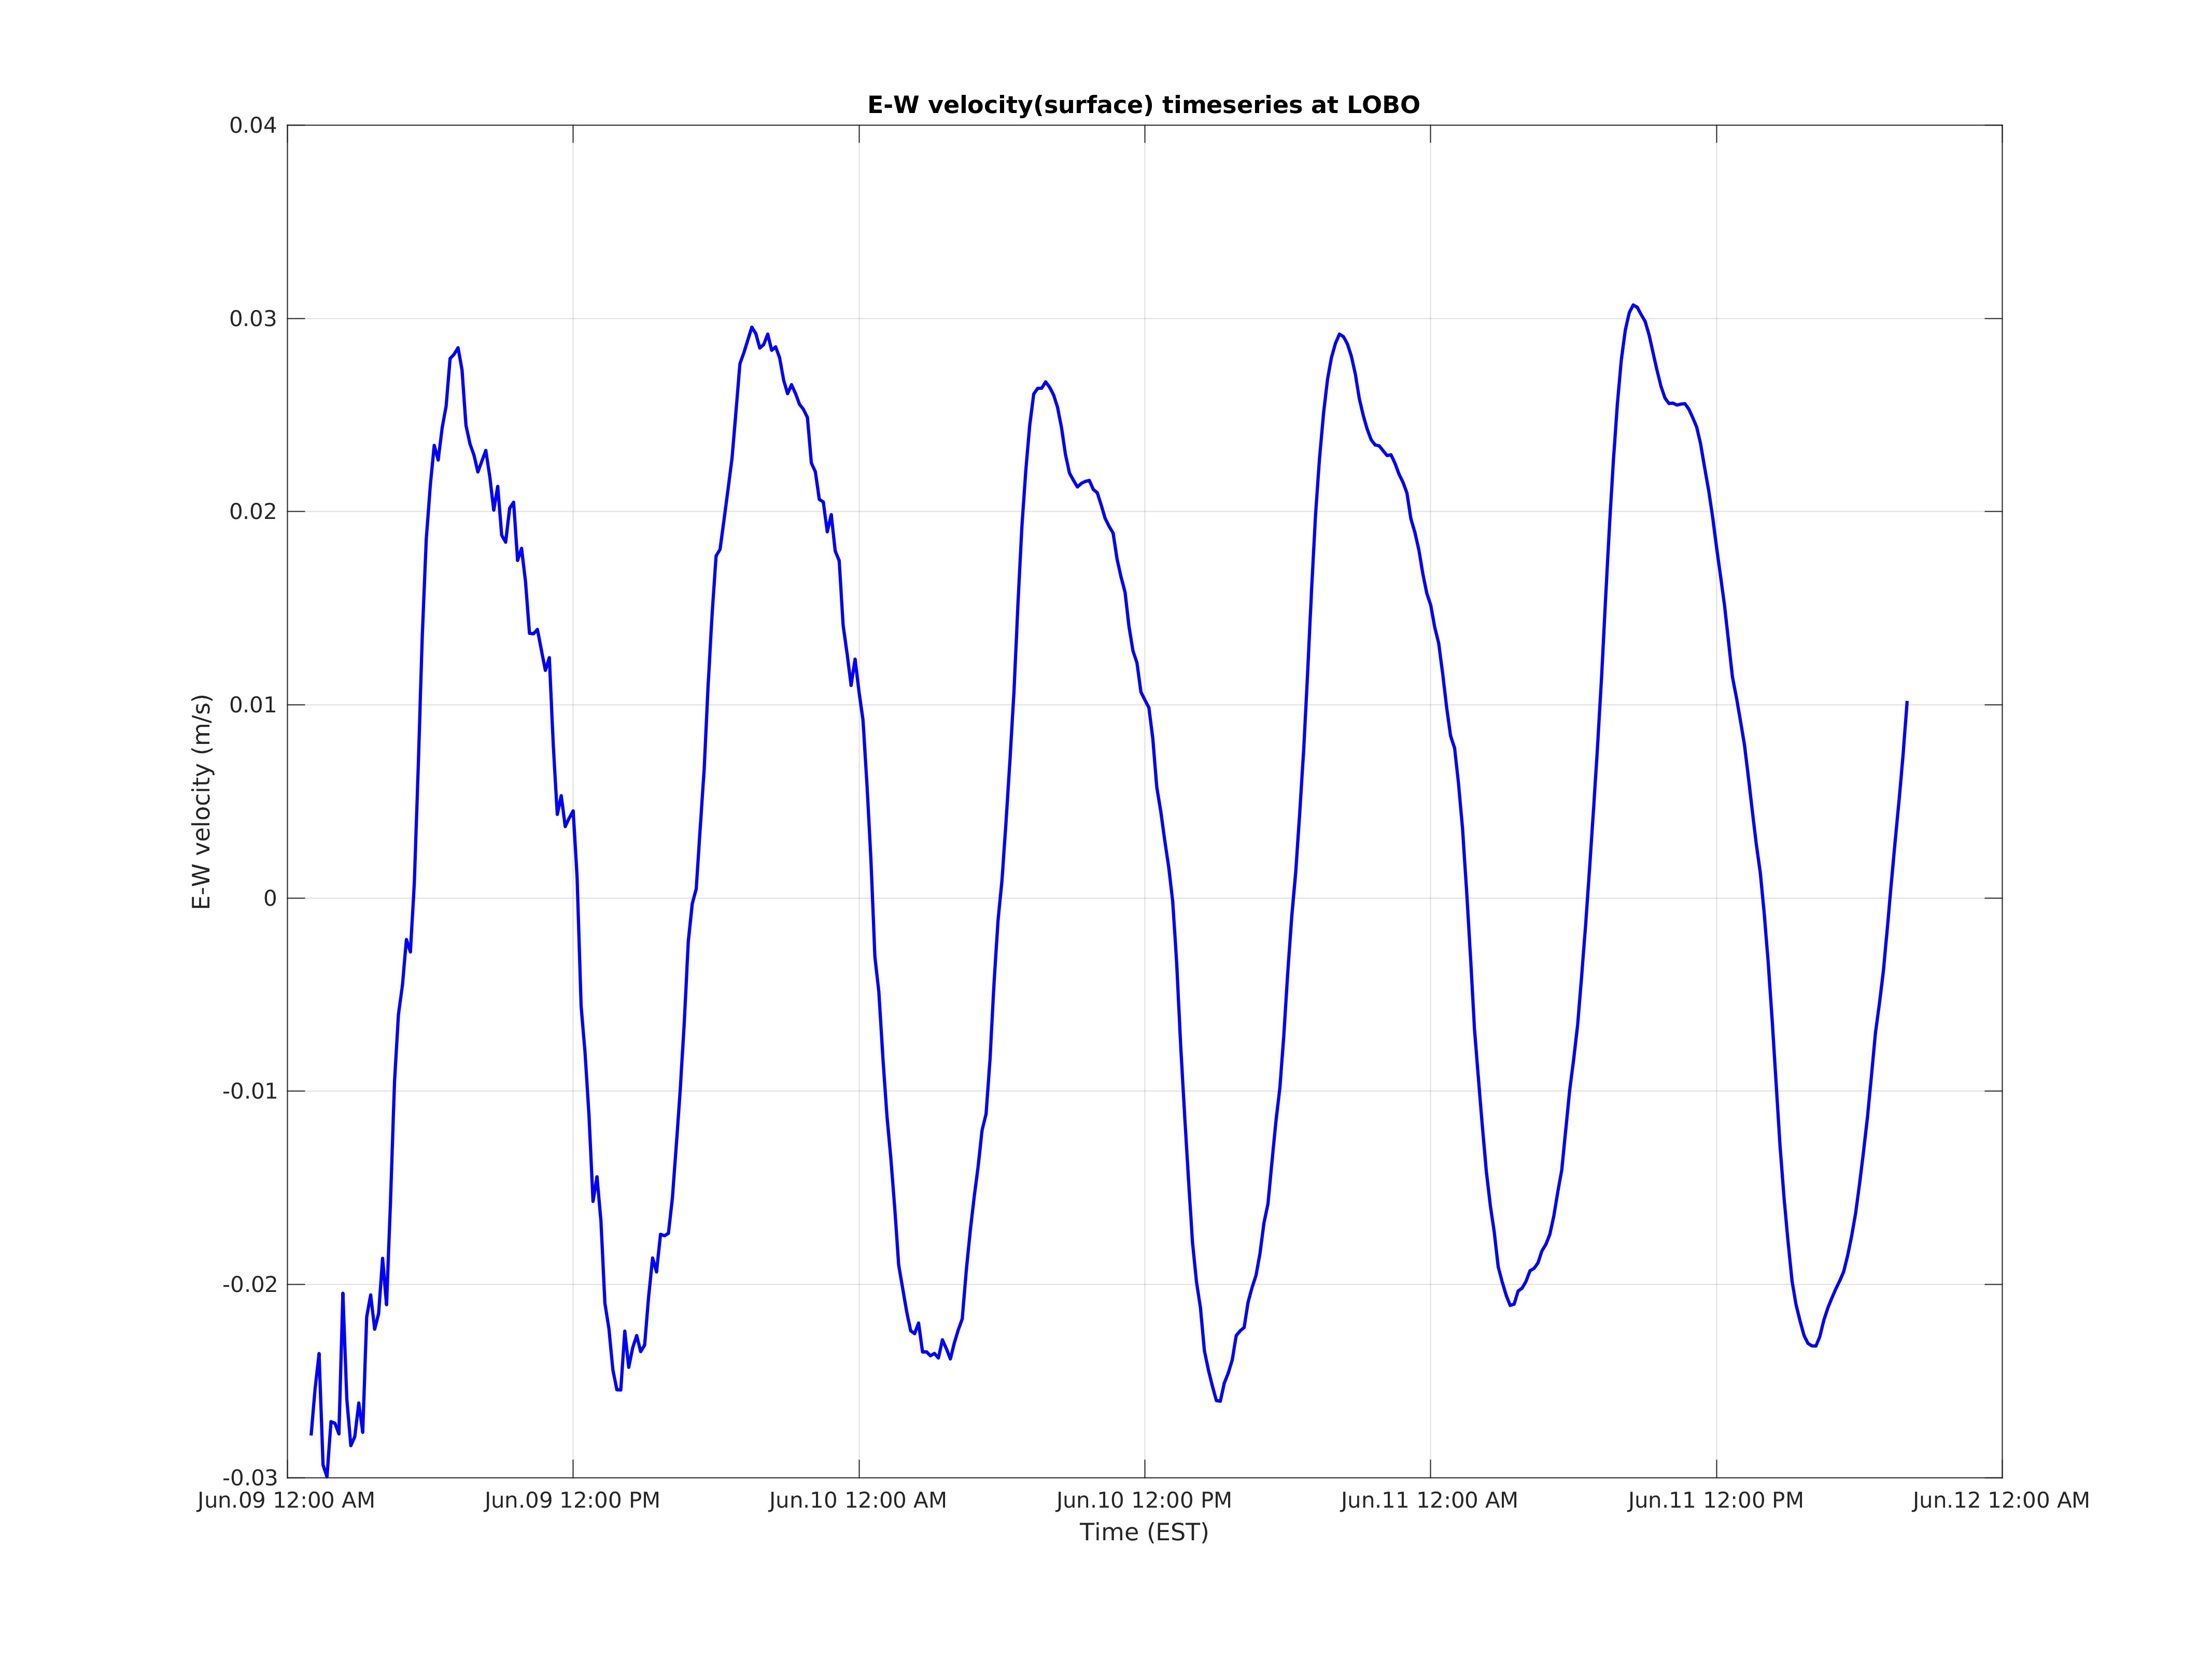 E-W velocity(surface) timeseries at LOBO
0.04
0.03
0.02
0.01
0
-0.01
-0.02
-0.03
E-W velocity (m/s)
Jun.09 12:00 AM Jun.09 12:00 PM Jun.10 12:00 AM Jun.10 12:00 PM Jun.11 12:00 AM Jun.11 12:00 PM Jun.12 12:00 AM
Time (EST)